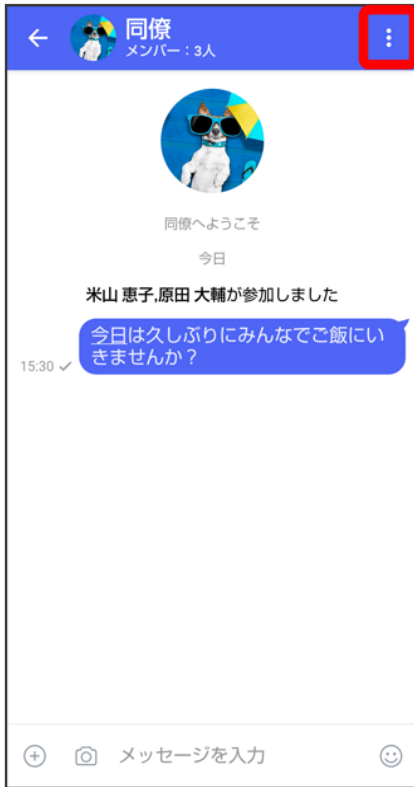 同僚
メンバー：3人
同僚へようこそ
今日
米山 恵子,原田 大輔が参加しました
今日は久しぶりにみんなでご飯にい
きませんか？
15:30
メッセージを入力